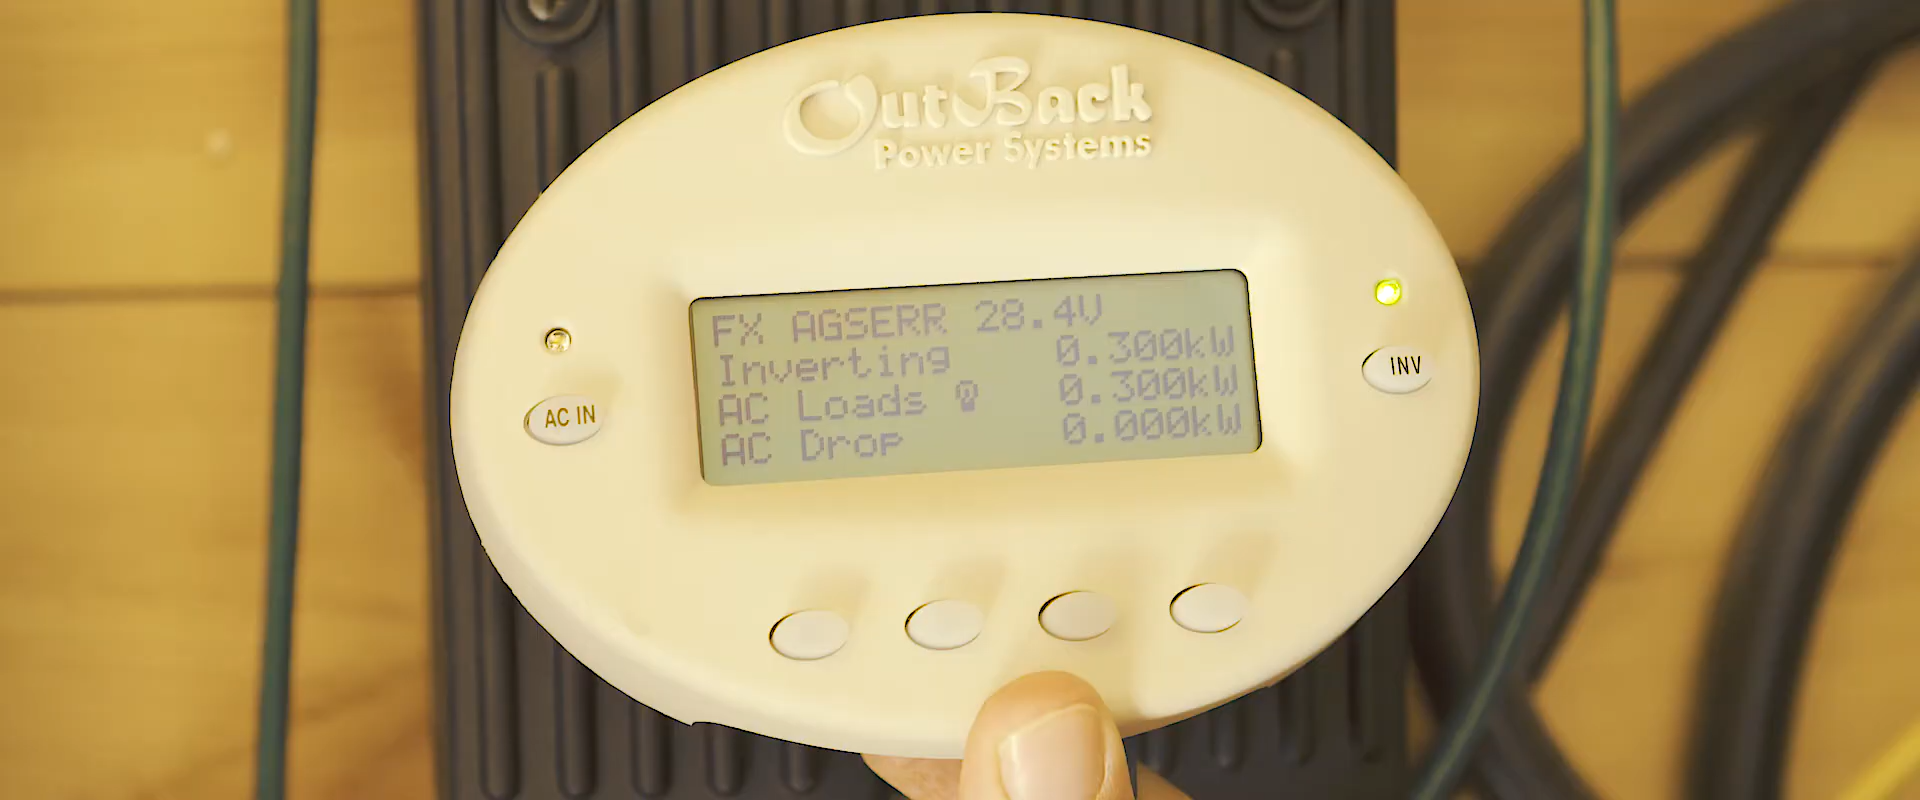 OutBack
Power Systems
FX AGSERR 28.4V
Inverting 0.300kW
AC Loads 0.300kW
AC Drop 0.000kW
AC IN
INV